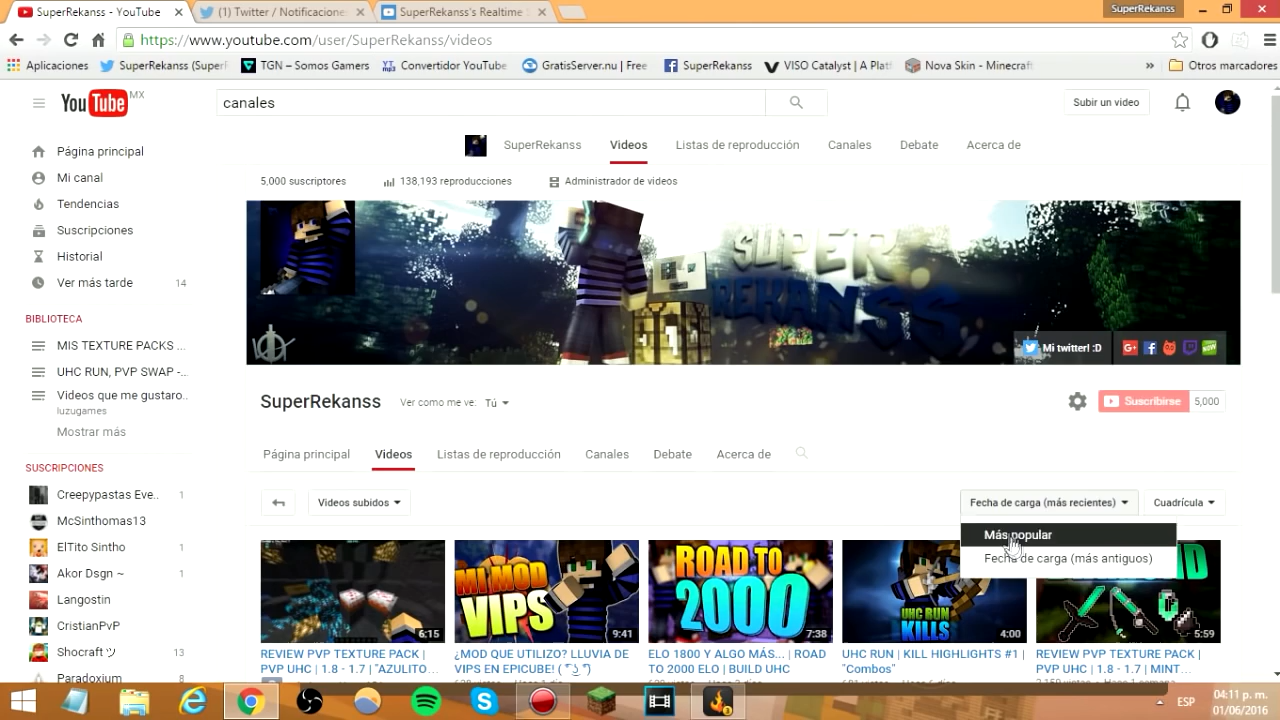 SuperRekanss - YouTube
(1) Twitter / Notificacione
SuperRekanss's Realtime
SuperRekanss
https://www.youtube.com/user/SuperRekanss/videos
Aplicaciones
SuperRekanss (Super
TGN – Somos Gamers
Convertidor YouTube
GratisServer.nu | Free
SuperRekanss
VISO Catalyst | A Plat
Nova Skin - Minecraft
Otros marcadores
YouTube MX
canales
Subir un video
SuperRekanss
Videos
Listas de reproducción
Canales
Debate
Acerca de
5,000 suscriptores
138,193 reproducciones
Administrador de videos
Página principal
Mi canal
Tendencias
Suscripciones
Historial
Ver más tarde 14
BIBLIOTECA
MIS TEXTURE PACKS ...
UHC RUN, PVP SWAP -...
Videos que me gustaro..
luzugames
Mostrar más
SUSCRIPCIONES
Creepypastas Eve.. 1
McSinthomas13
ElTito Sintho 1
Akor Dsgn ~ 1
Langostin
CristianPvP
Shocraft ツ 13
Paradoxium 8
SUPER
REKANSS
Mi twitter! :D
SuperRekanss
Ver como me ve: Tú
Suscribirse 5,000
Página principal
Videos
Listas de reproducción
Canales
Debate
Acerca de
Videos subidos
Fecha de carga (más recientes)
Cuadrícula
Más popular
Fecha de carga (más antiguos)
6:15
MI MOD
VIPS
9:41
ROAD TO
2000
7:38
UHC RUN
KILLS
4:00
5:59
REVIEW PVP TEXTURE PACK |
PVP UHC | 1.8 - 1.7 | "AZULITO...
¿MOD QUE UTILIZO? LLUVIA DE
VIPS EN EPICUBE! ( ͡° ͜ʖ ͡°)
ELO 1800 Y ALGO MÁS... | ROAD
TO 2000 ELO | BUILD UHC
UHC RUN | KILL HIGHLIGHTS #1 |
"Combos"
REVIEW PVP TEXTURE PACK |
PVP UHC | 1.8 - 1.7 | MINT...
ESP
04:11 p. m.
01/06/2016